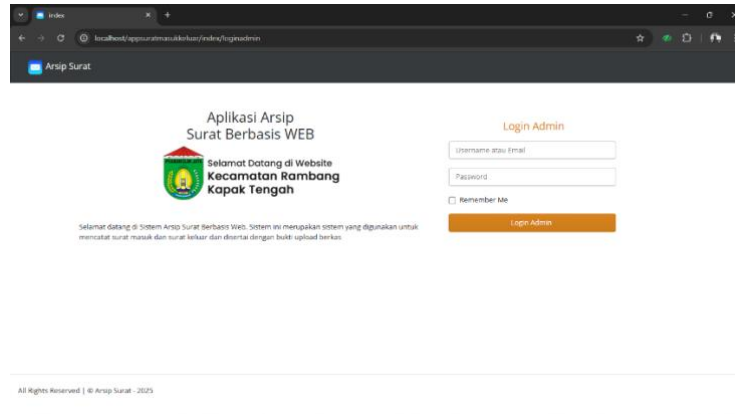 index
localhost/appsuratmasukkeluar/index/loginadmin
Arsip Surat
Aplikasi Arsip
Surat Berbasis WEB
Selamat Datang di Website
Kecamatan Rambang
Kapak Tengah
Selamat datang di Sistem Arsip Surat Berbasis Web. Sistem ini merupakan sistem yang digunakan untuk
mencatat surat masuk dan surat keluar dan disertai dengan bukti upload berkas
Login Admin
Username atau Email
Password
Remember Me
Login Admin
All Rights Reserved | © Arsip Surat - 2025